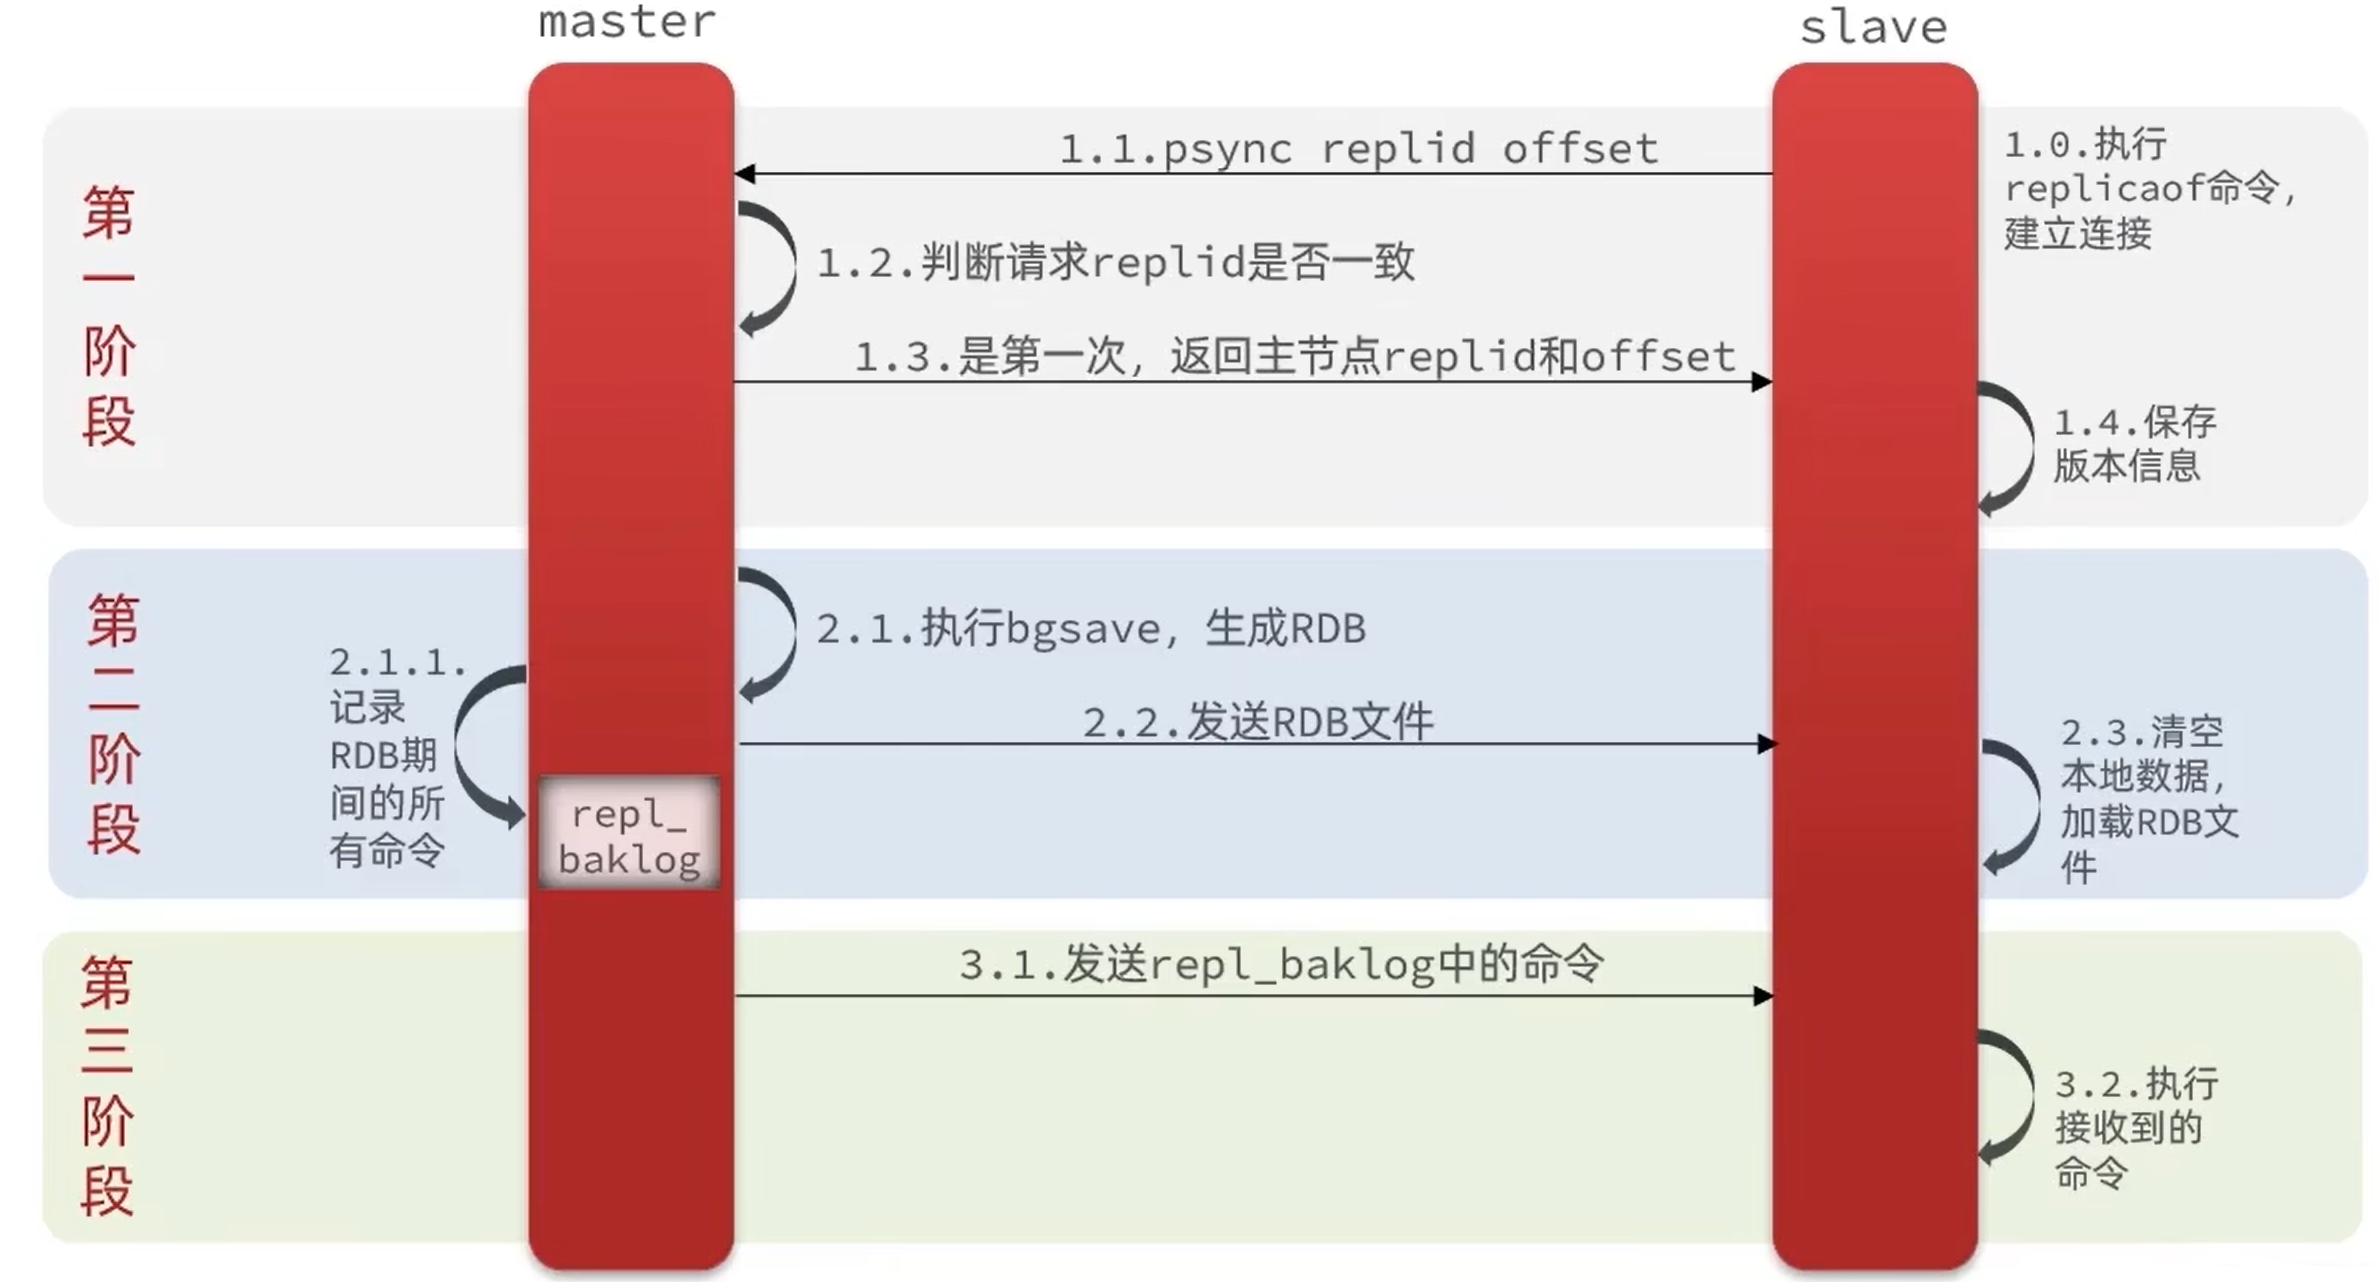 master
slave
第一阶段
1.0.执行
replicaof命令，
建立连接
1.1.psync replid offset
1.2.判断请求replid是否一致
1.3.是第一次，返回主节点replid和offset
1.4.保存
版本信息
第二阶段
2.1.执行bgsave，生成RDB
2.1.1.
记录
RDB期
间的所
有命令
2.2.发送RDB文件
repl_
baklog
2.3.清空
本地数据，
加载RDB文
件
第三阶段
3.1.发送repl_baklog中的命令
3.2.执行
接收到的
命令